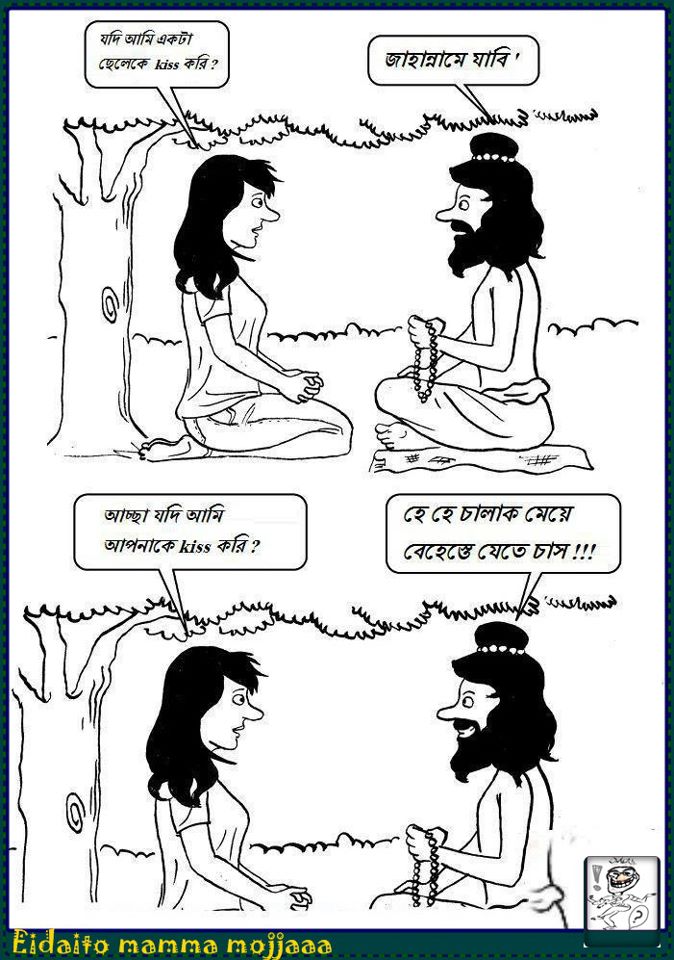 যদি আমি একটা
ছেলেকে kiss করি ?
জাহান্নামে যাবি '
আচ্ছা যদি আমি
আপনাকে kiss করি ?
হে হে চালাক মেয়ে
বেহেস্তে যেতে চাস !!!
Eidaito mamma mojjaaa